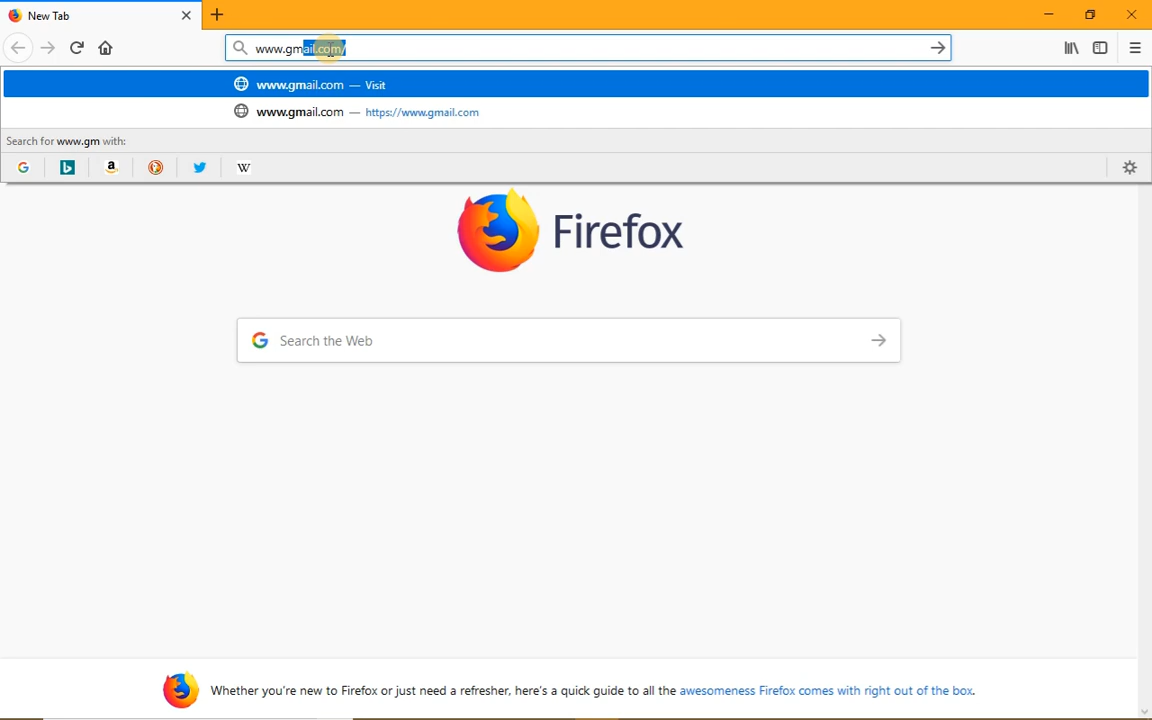 New Tab
www.gmail.com/
www.gmail.com — Visit
www.gmail.com — https://www.gmail.com
Search for www.gm with:
Firefox
Search the Web
Whether you're new to Firefox or just need a refresher, here's a quick guide to all the awesomeness Firefox comes with right out of the box.